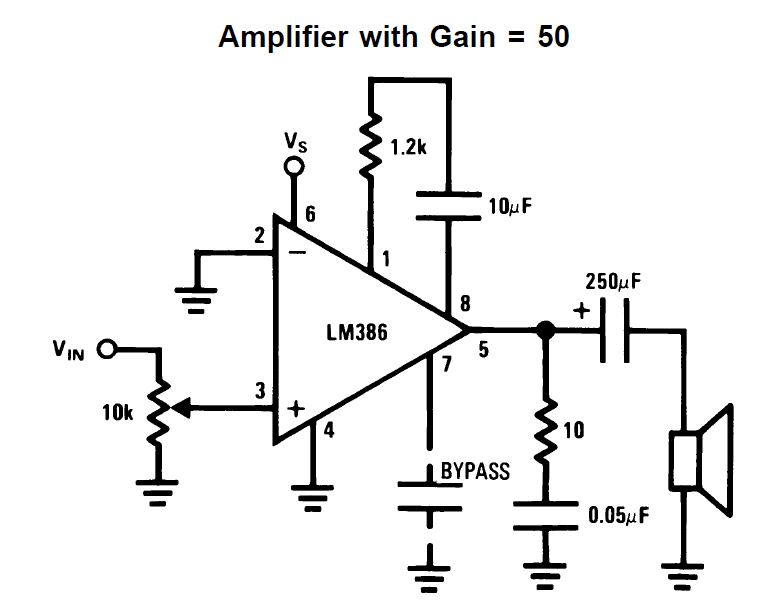 Amplifier with Gain = 50
VS
6
1.2k
10μF
2
−
1
8
250μF
+
LM386
VIN
5
7
3
+
10k
4
10
BYPASS
0.05μF